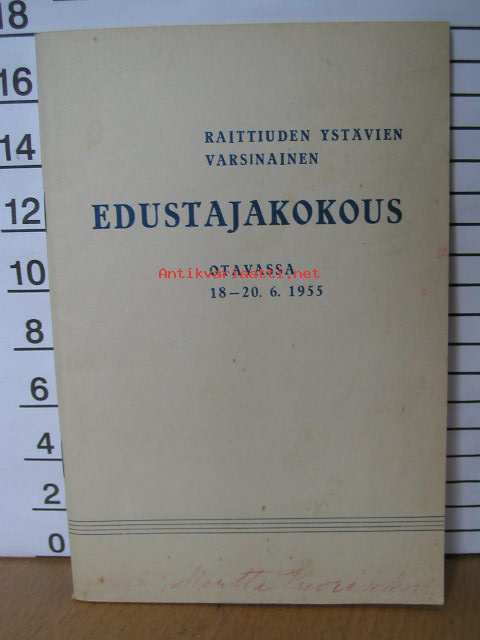 18
16
14
12
10
8
6
4
2
0
RAITTIUDEN YSTÄVIEN
VARSINAINEN
EDUSTAJAKOKOUS
OTAVASSA
Antikvariaatti.net
18—20. 6. 1955
Martta